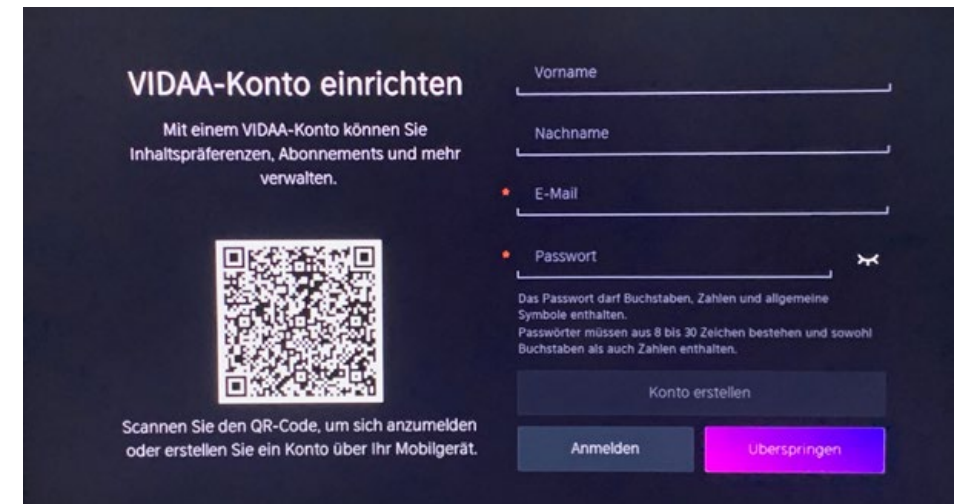 VIDAA-Konto einrichten
Mit einem VIDAA-Konto können Sie
Inhaltspräferenzen, Abonnements und mehr
verwalten.
Scannen Sie den QR-Code, um sich anzumelden
oder erstellen Sie ein Konto über Ihr Mobilgerät.
Vorname
Nachname
* E-Mail
* Passwort
Das Passwort darf Buchstaben, Zahlen und allgemeine
Symbole enthalten.
Passwörter müssen aus 8 bis 30 Zeichen bestehen und sowohl
Buchstaben als auch Zahlen enthalten.
Konto erstellen
Anmelden
Überspringen